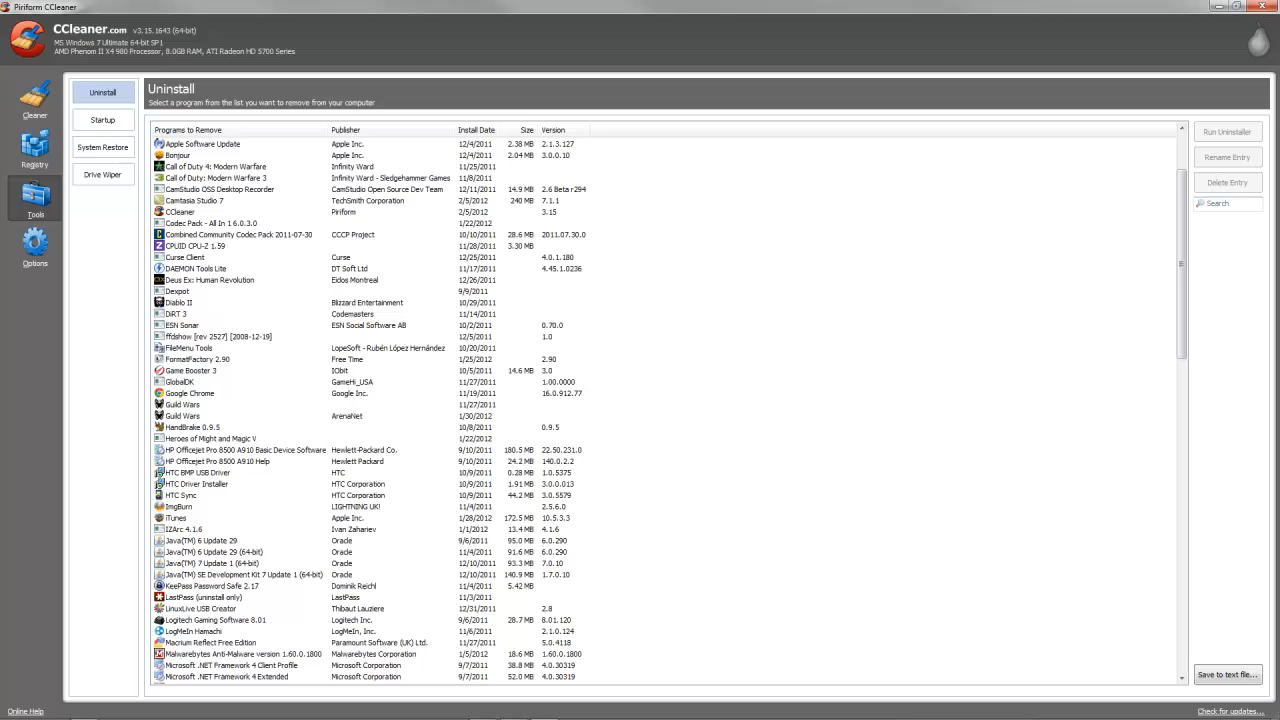 Piriform CCleaner
CCleaner.com v3.15.1643 (64-bit)
MS Windows 7 Ultimate 64-bit SP1
AMD Phenom II X4 980 Processor, 8.0GB RAM, ATI Radeon HD 5700 Series
Cleaner
Registry
Tools
Options
Uninstall
Startup
System Restore
Drive Wiper
Uninstall
Select a program from the list you want to remove from your computer
Programs to Remove Publisher Install Date Size Version
Apple Software Update Apple Inc. 12/4/2011 2.38 MB 2.1.3.127
Bonjour Apple Inc. 12/4/2011 2.04 MB 3.0.0.10
Call of Duty 4: Modern Warfare Infinity Ward 11/25/2011
Call of Duty: Modern Warfare 3 Infinity Ward - Sledgehammer Games 11/8/2011
CamStudio OSS Desktop Recorder CamStudio Open Source Dev Team 12/11/2011 14.9 MB 2.6 Beta r294
Camtasia Studio 7 TechSmith Corporation 2/5/2012 240 MB 7.1.1
CCleaner Piriform 2/5/2012 3.15
Codec Pack - All In 1 6.0.3.0 1/22/2012
Combined Community Codec Pack 2011-07-30 CCCP Project 10/10/2011 28.6 MB 2011.07.30.0
CPUID CPU-Z 1.59 11/28/2011 3.30 MB
Curse Client Curse 12/25/2011 4.0.1.180
DAEMON Tools Lite DT Soft Ltd 11/17/2011 4.45.1.0236
Deus Ex: Human Revolution Eidos Montreal 12/26/2011
Dexpot 9/9/2011
Diablo II Blizzard Entertainment 10/29/2011
DiRT 3 Codemasters 11/14/2011
ESN Sonar ESN Social Software AB 10/2/2011 0.70.0
ffdshow [rev 2527] [2008-12-19] 12/5/2011 1.0
FileMenu Tools LopeSoft - Rubén López Hernández 10/20/2011
FormatFactory 2.90 Free Time 1/25/2012 2.90
Game Booster 3 IObit 10/5/2011 14.6 MB 3.0
GlobalDK GameHi_USA 11/27/2011 1.00.0000
Google Chrome Google Inc. 11/19/2011 16.0.912.77
Guild Wars 11/27/2011
Guild Wars ArenaNet 1/30/2012
HandBrake 0.9.5 10/8/2011 0.9.5
Heroes of Might and Magic V 1/22/2012
HP Officejet Pro 8500 A910 Basic Device Software Hewlett-Packard Co. 9/10/2011 180.5 MB 22.50.231.0
HP Officejet Pro 8500 A910 Help Hewlett Packard 9/10/2011 24.2 MB 140.0.2.2
HTC BMP USB Driver HTC 10/9/2011 0.28 MB 1.0.5375
HTC Driver Installer HTC Corporation 10/9/2011 1.91 MB 3.0.0.013
HTC Sync HTC Corporation 10/9/2011 44.2 MB 3.0.5579
ImgBurn LIGHTNING UK! 11/4/2011 2.5.6.0
iTunes Apple Inc. 1/28/2012 172.5 MB 10.5.3.3
IZArc 4.1.6 Ivan Zahariev 1/1/2012 13.4 MB 4.1.6
Java(TM) 6 Update 29 Oracle 9/6/2011 95.0 MB 6.0.290
Java(TM) 6 Update 29 (64-bit) Oracle 11/4/2011 91.6 MB 6.0.290
Java(TM) 7 Update 1 (64-bit) Oracle 12/10/2011 93.3 MB 7.0.10
Java(TM) SE Development Kit 7 Update 1 (64-bit) Oracle 12/10/2011 140.9 MB 1.7.0.10
KeePass Password Safe 2.17 Dominik Reichl 11/4/2011 5.42 MB
LastPass (uninstall only) LastPass 11/3/2011
LinuxLive USB Creator Thibaut Lauziere 12/31/2011 2.8
Logitech Gaming Software 8.01 Logitech Inc. 9/6/2011 28.7 MB 8.01.120
LogMeIn Hamachi LogMeIn, Inc. 11/6/2011 2.1.0.124
Macrium Reflect Free Edition Paramount Software (UK) Ltd. 11/27/2011 5.0.4118
Malwarebytes Anti-Malware version 1.60.0.1800 Malwarebytes Corporation 1/5/2012 18.6 MB 1.60.0.1800
Microsoft .NET Framework 4 Client Profile Microsoft Corporation 9/7/2011 38.8 MB 4.0.30319
Microsoft .NET Framework 4 Extended Microsoft Corporation 9/7/2011 52.0 MB 4.0.30319
Run Uninstaller
Rename Entry
Delete Entry
Search
Save to text file...
Online Help
Check for updates...